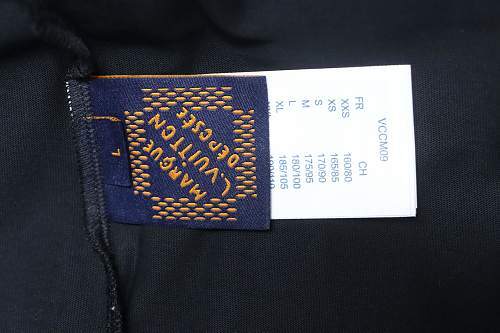 MARQUE
L.VUITTON
DÉPOSÉE
L
VCCM09
FR CH
XXS 160/80
XS 165/85
S 170/90
M 175/95
L 180/100
XL 185/105